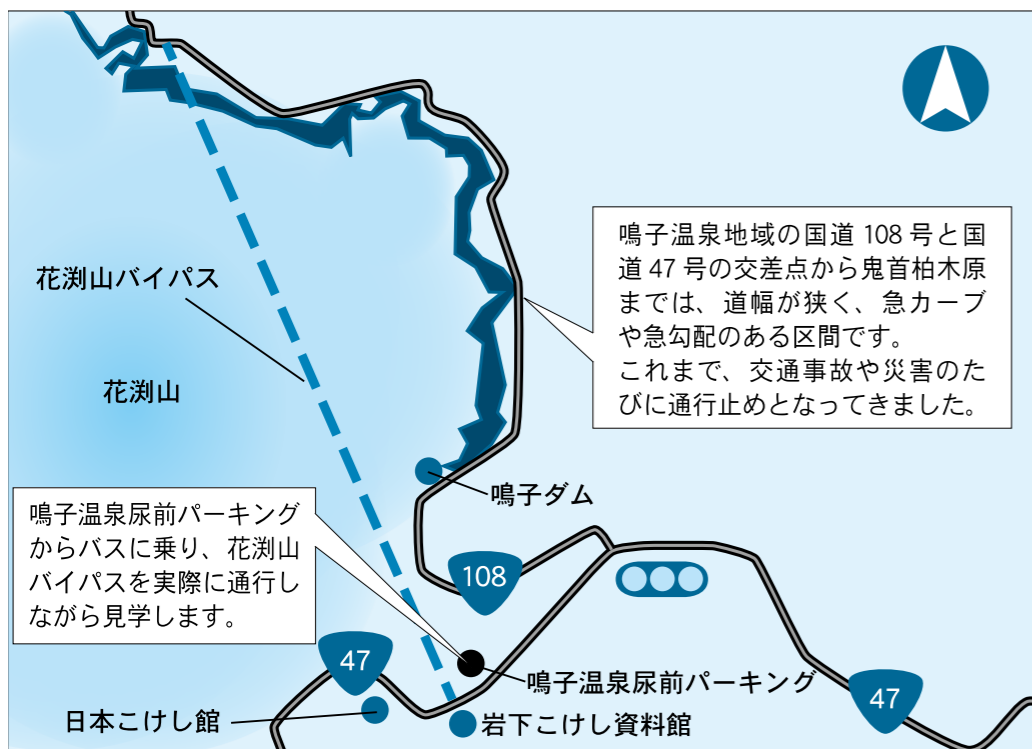 鳴子温泉地域の国道 108 号と国
道 47 号の交差点から鬼首柏木原
までは、道幅が狭く、急カーブ
や急勾配のある区間です。
これまで、交通事故や災害のた
びに通行止めとなってきました。
花渕山バイパス
花渕山
鳴子ダム
鳴子温泉尿前パーキング
からバスに乗り、花渕山
バイパスを実際に通行し
ながら見学します。
108
47
鳴子温泉尿前パーキング
47
日本こけし館
岩下こけし資料館